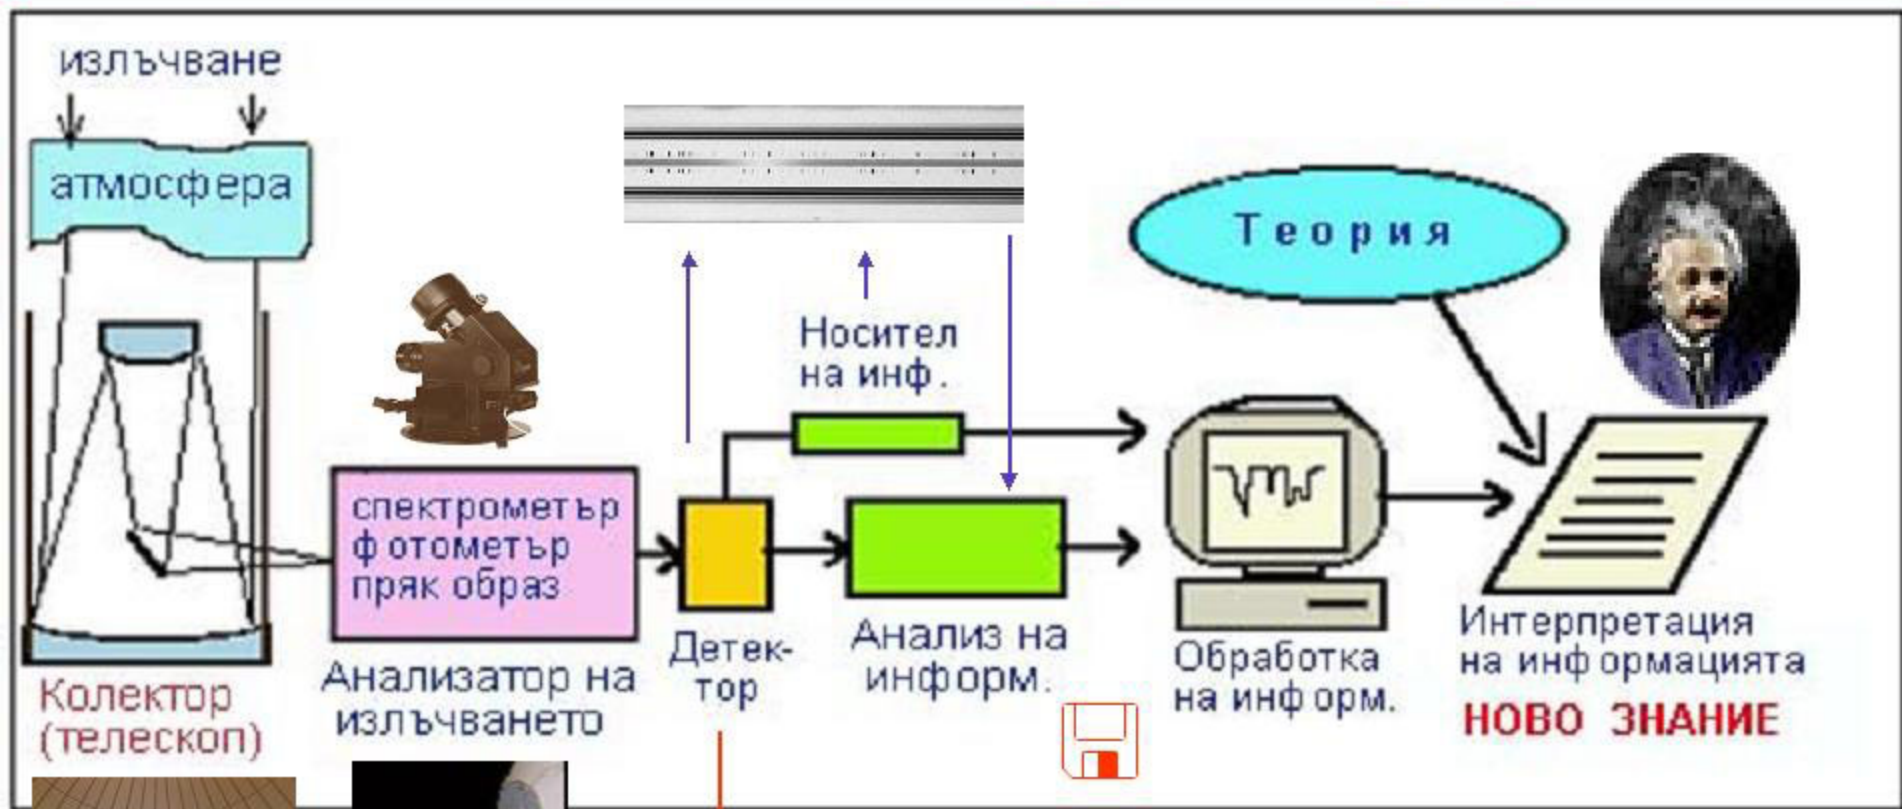 излъчване
атмосфера
Теория
Носител
на инф.
спектрометър
фотометър
пряк образ
Колектор
(телескоп)
Анализатор на
излъчването
Детек-
тор
Анализ на
информ.
Обработка
на информ.
Интерпретация
на информацията
НОВО ЗНАНИЕ